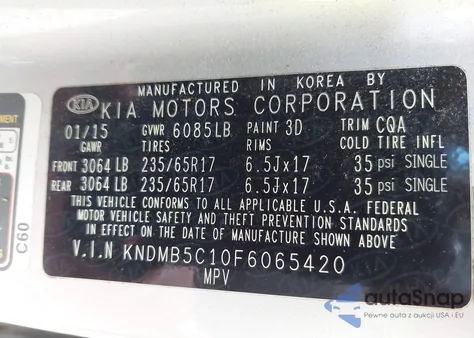 MANUFACTURED IN KOREA BY
KIA KIA MOTORS CORPORATION
01/15 GVWR 6085LB PAINT 3D TRIM CQA
GAWR TIRES RIMS COLD TIRE INFL
FRONT 3064 LB 235/65R17 6.5Jx17 35 psi SINGLE
REAR 3064 LB 235/65R17 6.5Jx17 35 psi SINGLE
THIS VEHICLE CONFORMS TO ALL APPLICABLE U.S.A. FEDERAL
MOTOR VEHICLE SAFETY AND THEFT PREVENTION STANDARDS
IN EFFECT ON THE DATE OF MANUFACTURE SHOWN ABOVE
V.I.N KNDMB5C10F6065420
MPV
C60
autoSnap
Pewne auta z aukcji USA i EU